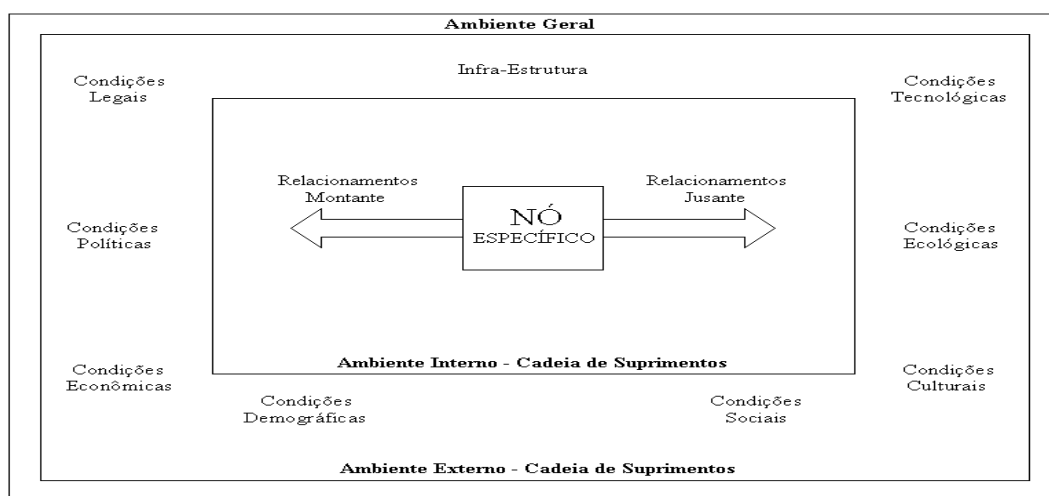 Ambiente Geral
Infra-Estrutura
Condições
Legais
Condições
Tecnológicas
Relacionamentos
Montante
Relacionamentos
Jusante
NÓ
ESPECÍFICO
Condições
Políticas
Condições
Ecológicas
Ambiente Interno - Cadeia de Suprimentos
Condições
Econômicas
Condições
Culturais
Condições
Demográficas
Condições
Sociais
Ambiente Externo - Cadeia de Suprimentos